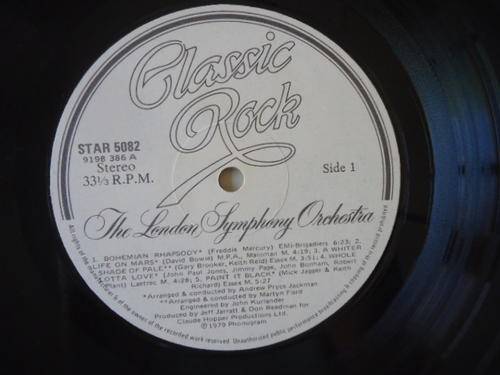 Classic
Rock
STAR 5082
9198 386 A
Stereo
33⅓ R.P.M.
Side 1
The London Symphony Orchestra
1. BOHEMIAN RHAPSODY* (Freddie Mercury) EMI-Brigadiers 6:23; 2.
LIFE ON MARS* (David Bowie) M.P.A., Mainman M. 4:19; 3. A WHITER
SHADE OF PALE** (Gary Brooker, Keith Reid) Essex M. 3:51; 4. WHOLE
LOTTA LOVE* (John Paul Jones, Jimmy Page, John Bonham, Robert
Plant) Lastrec M. 4:25; 5. PAINT IT BLACK* (Mick Jagger & Keith
Richard) Essex M. 5:27
*Arranged & conducted by Andrew Pryce Jackman
**Arranged & conducted by Martyn Ford
Engineered by John Kurlander
Produced by Jeff Jarratt & Don Reedman for
Claude Hopper Productions Ltd.
℗ 1979 Phonogram
All rights of the of the recorded work reserved. Unauthorised public performance broadcasting & copying of this record prohibited